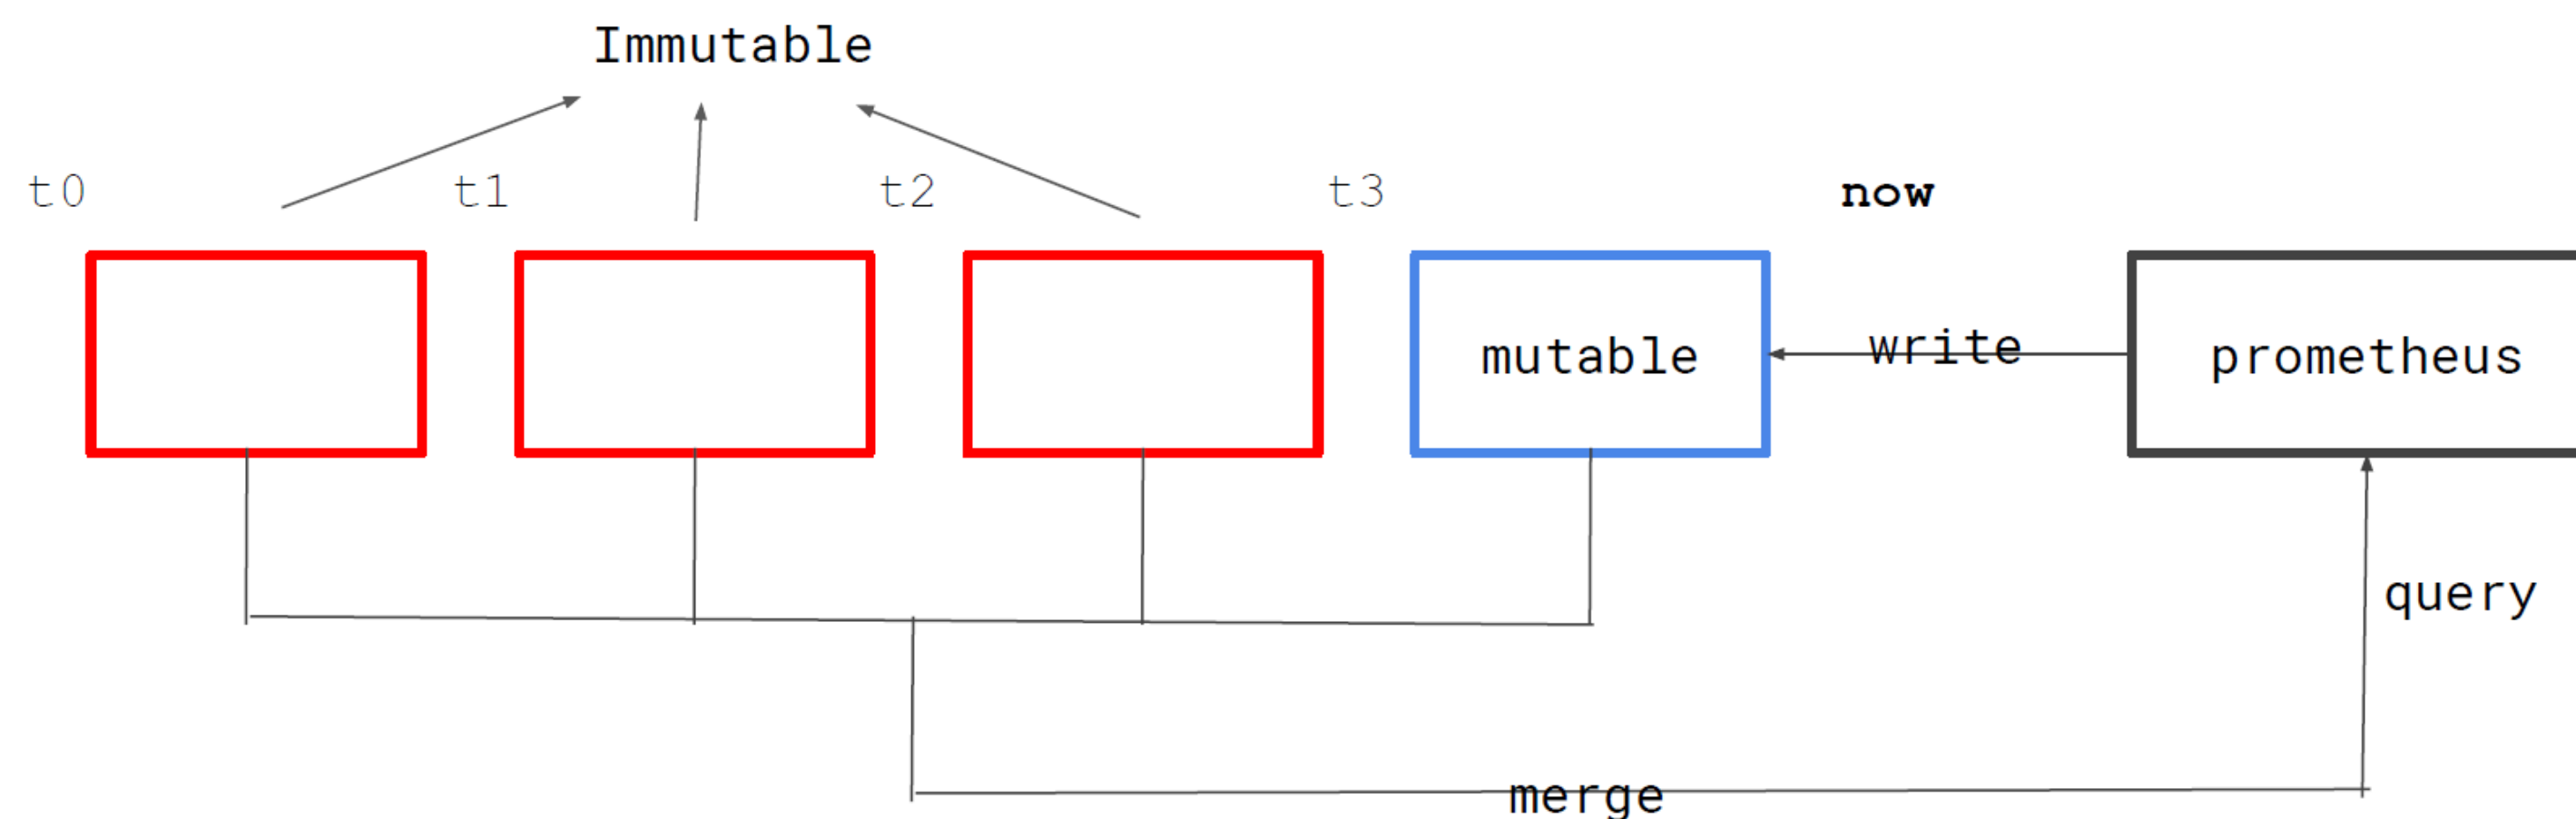 Immutable
t0
t1
t2
t3
now
mutable
write
prometheus
query
merge